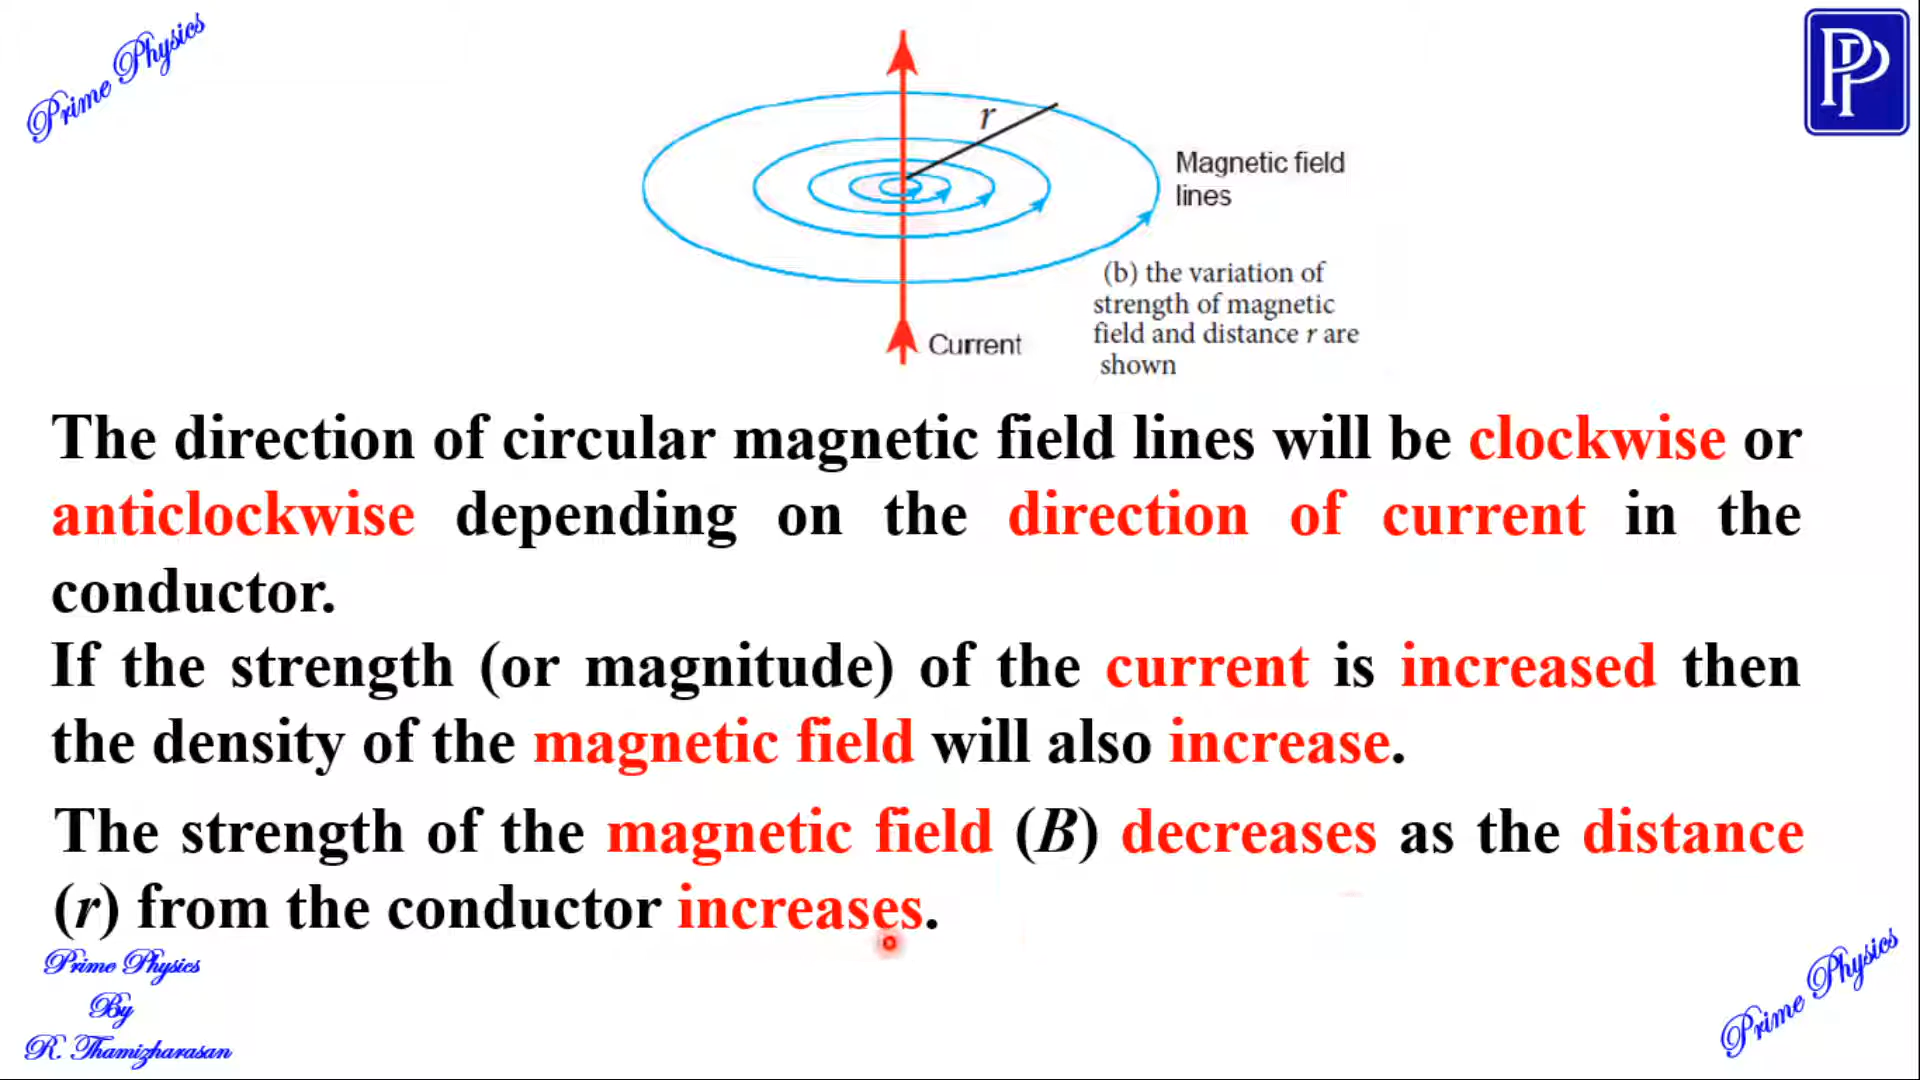 Prime Physics
PP
r
Magnetic field
lines
(b) the variation of
strength of magnetic
field and distance r are
shown
Current
The direction of circular magnetic field lines will be clockwise or
anticlockwise depending on the direction of current in the
conductor.
If the strength (or magnitude) of the current is increased then
the density of the magnetic field will also increase.
The strength of the magnetic field (B) decreases as the distance
(r) from the conductor increases.
Prime Physics
By
R. Thamizharasan
Prime Physics